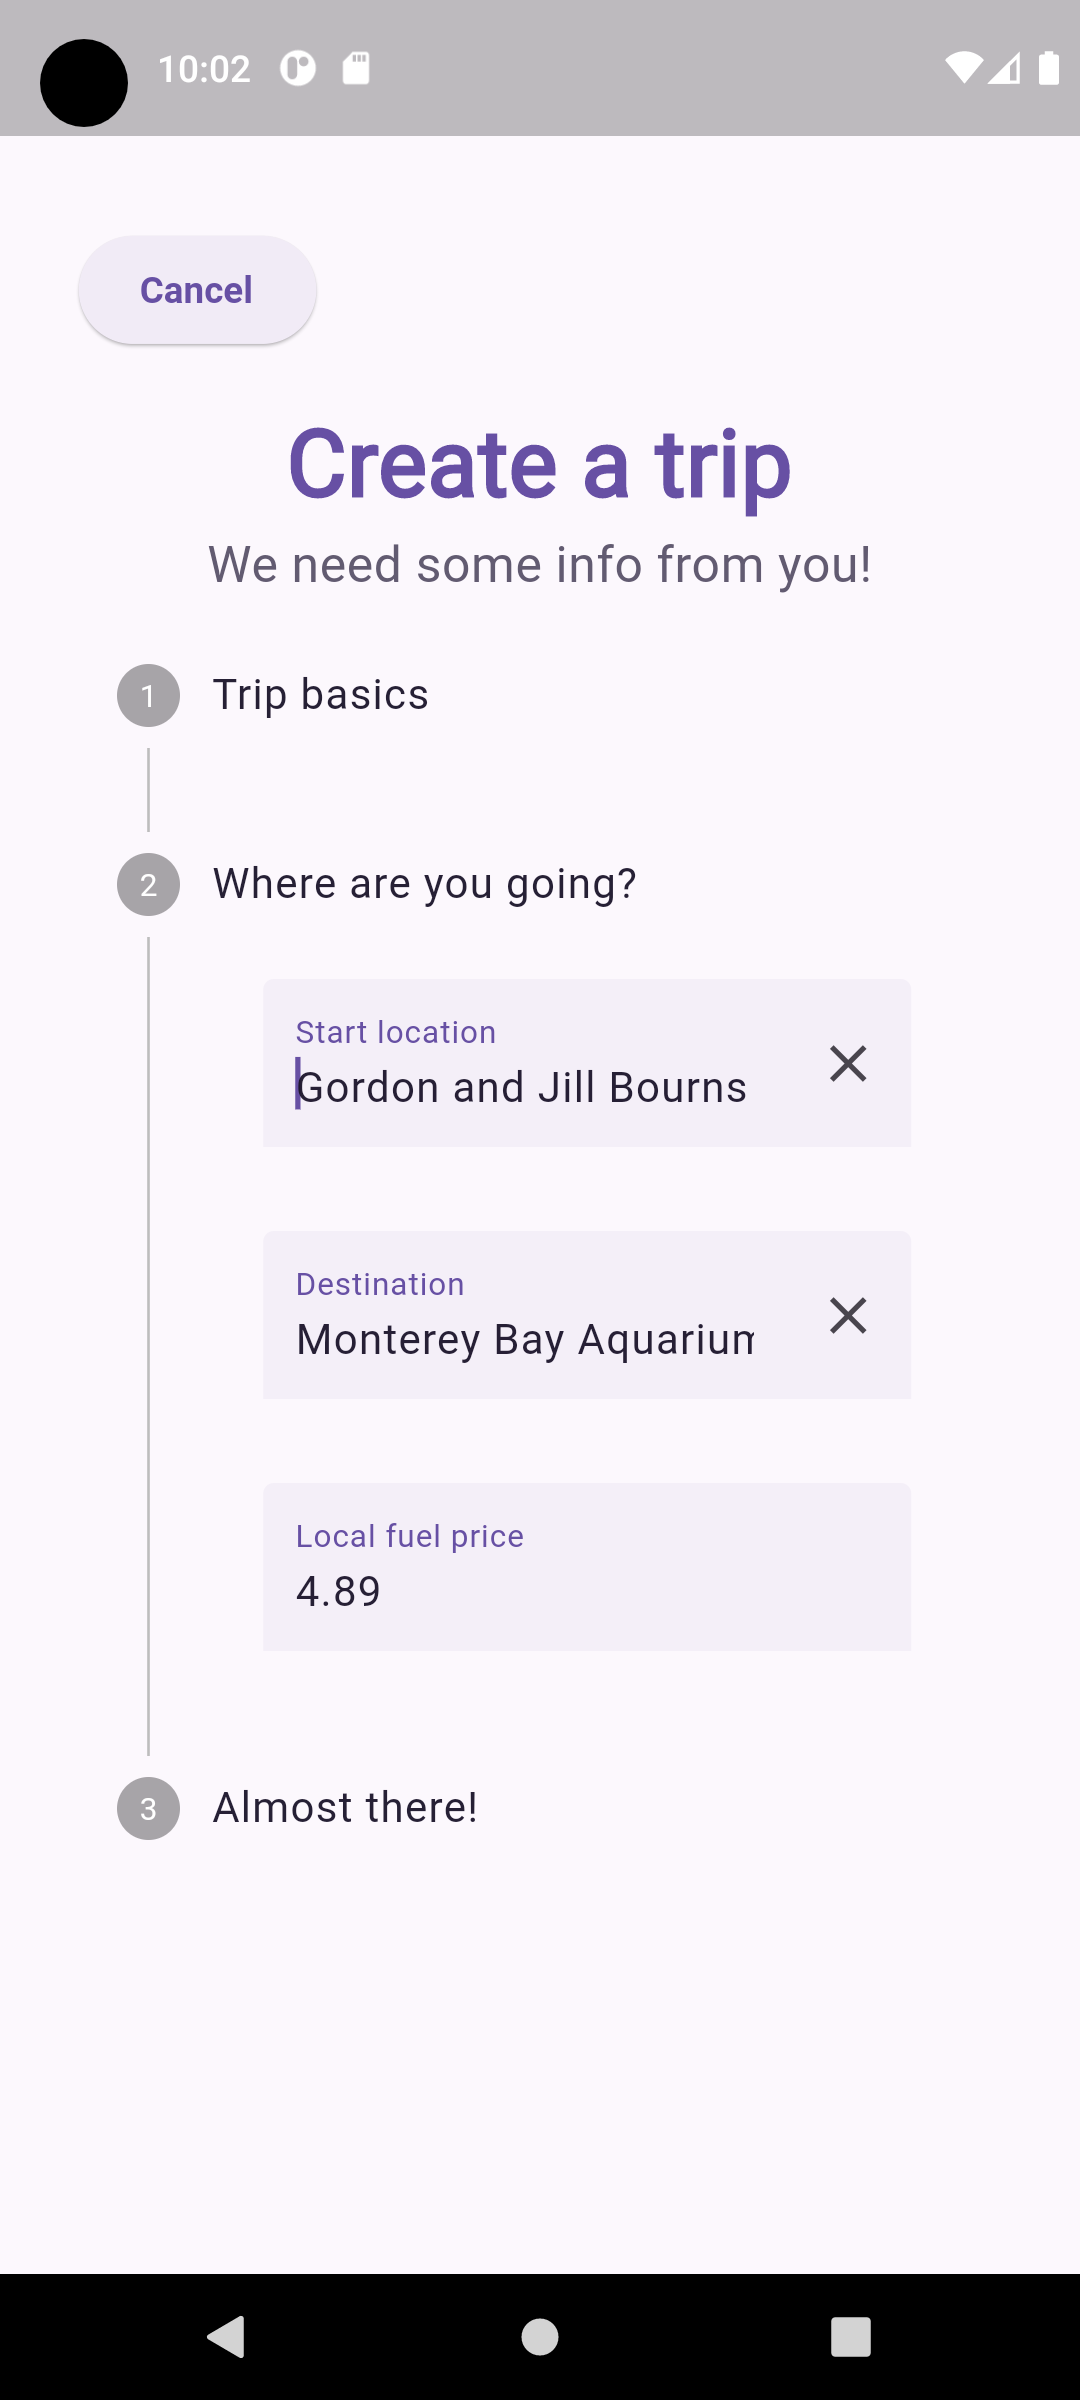 10:02
Cancel
Create a trip
We need some info from you!
1 Trip basics
2 Where are you going?
Start location
Gordon and Jill Bourns
Destination
Monterey Bay Aquarium
Local fuel price
4.89
3 Almost there!